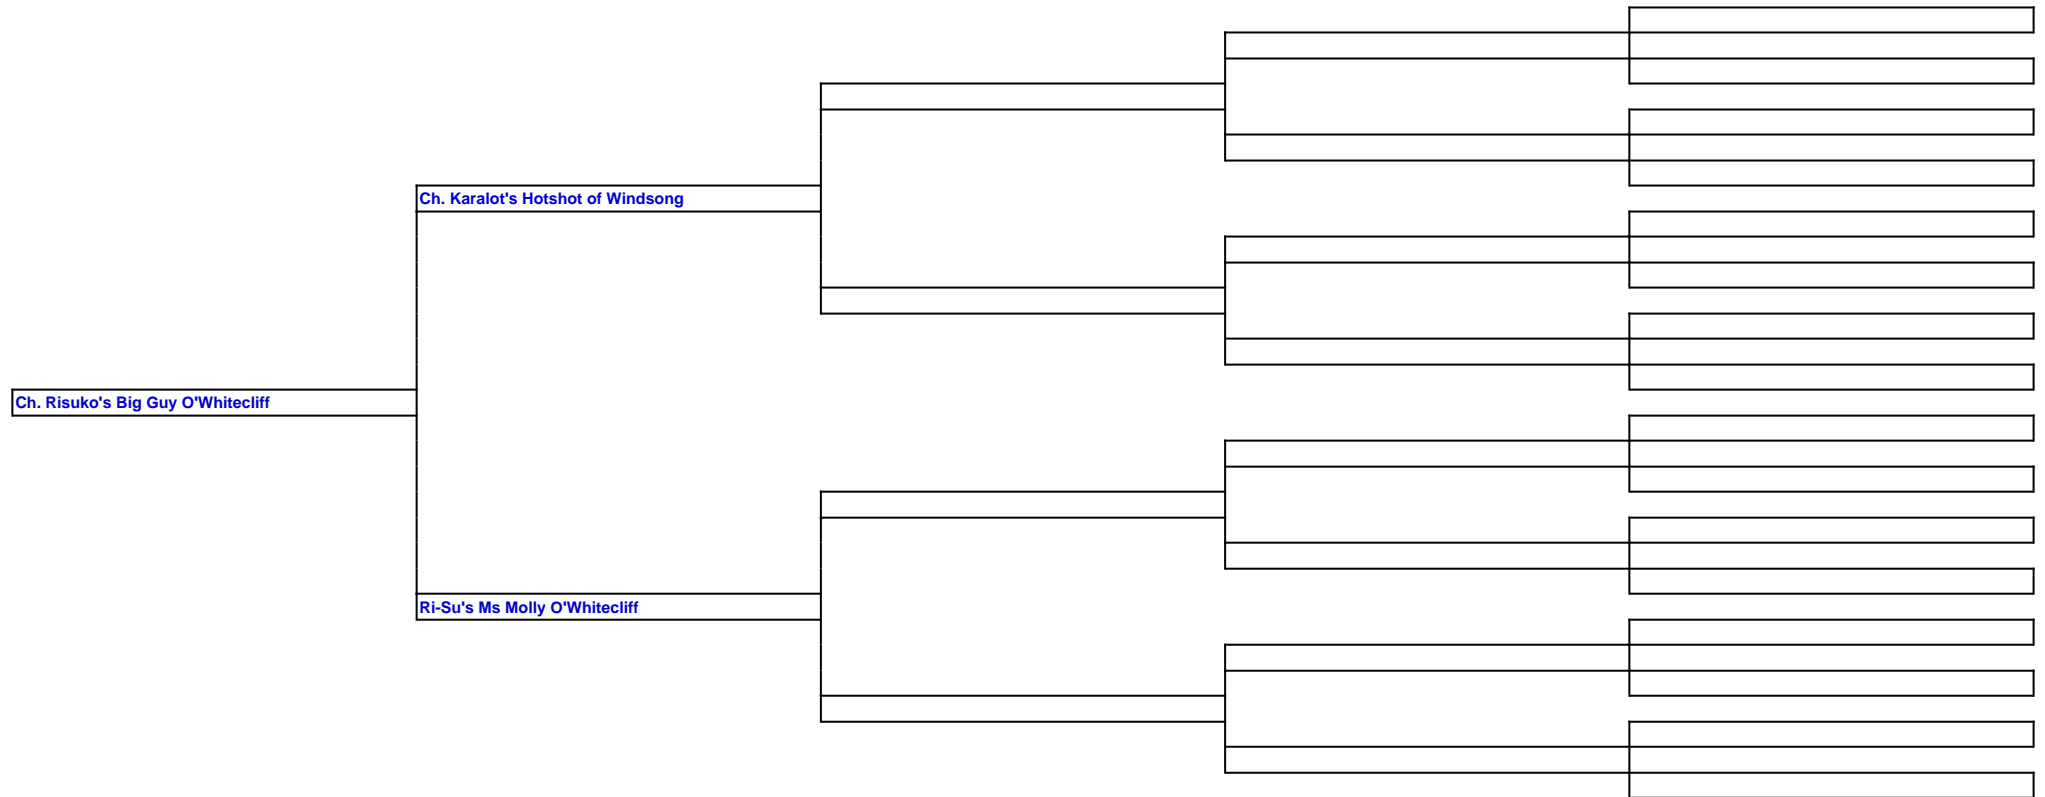 Ch. Karalot's Hotshot of Windsong
Ch. Risuko's Big Guy O'Whitecliff
Ri-Su's Ms Molly O'Whitecliff